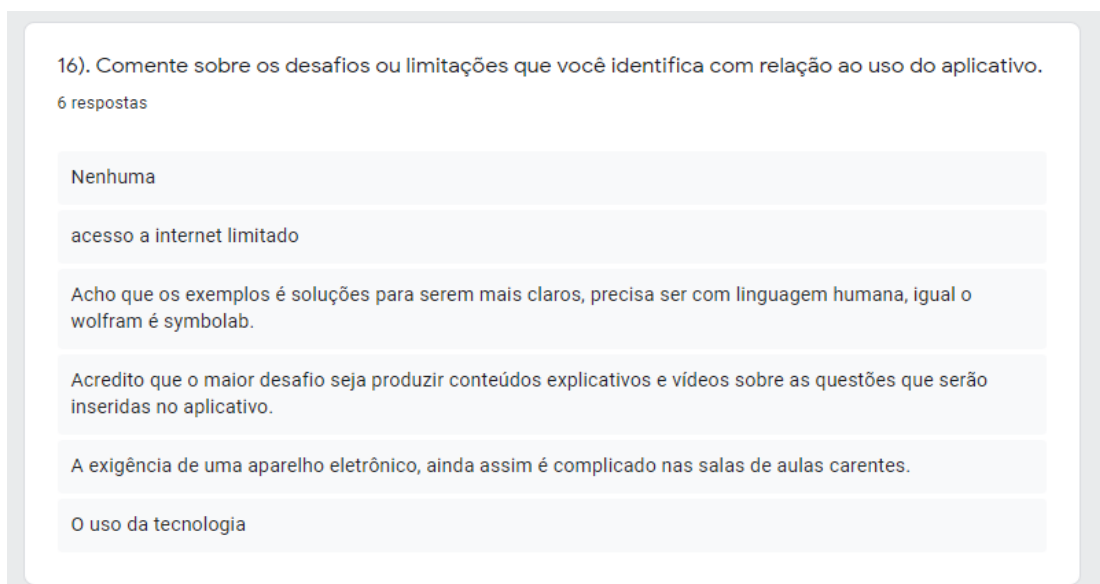 16). Comente sobre os desafios ou limitações que você identifica com relação ao uso do aplicativo.
6 respostas
Nenhuma
acesso a internet limitado
Acho que os exemplos é soluções para serem mais claros, precisa ser com linguagem humana, igual o
wolfram é symbolab.
Acredito que o maior desafio seja produzir conteúdos explicativos e vídeos sobre as questões que serão
inseridas no aplicativo.
A exigência de uma aparelho eletrônico, ainda assim é complicado nas salas de aulas carentes.
O uso da tecnologia